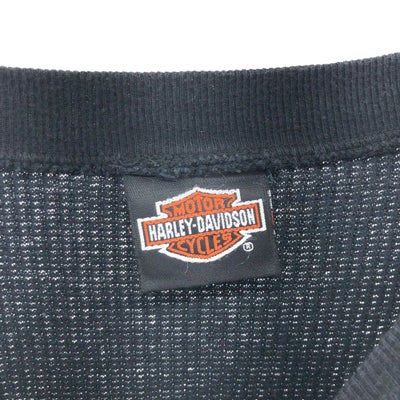 MOTOR
HARLEY-DAVIDSON
CYCLES
®